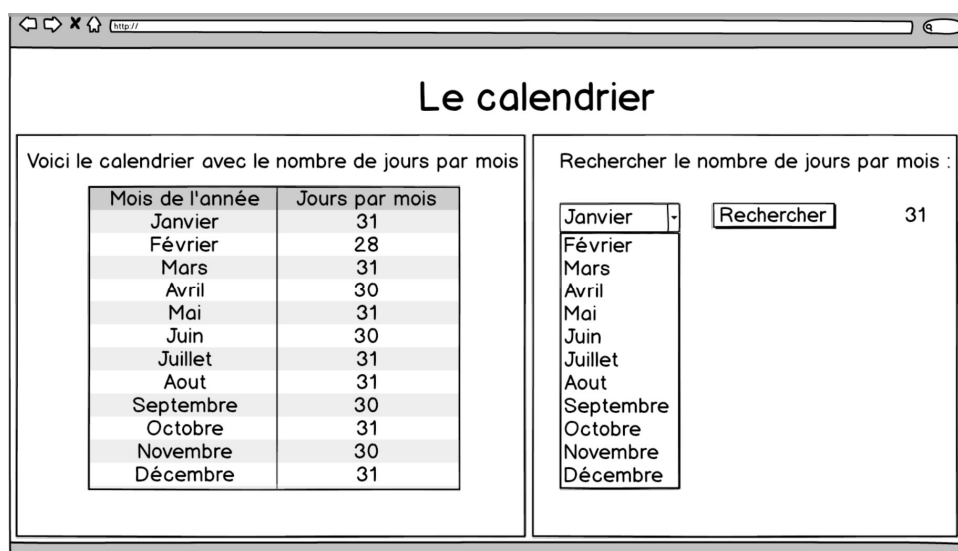 http://
Le calendrier
Voici le calendrier avec le nombre de jours par mois
Mois de l'année Jours par mois
Janvier 31
Février 28
Mars 31
Avril 30
Mai 31
Juin 30
Juillet 31
Aout 31
Septembre 30
Octobre 31
Novembre 30
Décembre 31
Rechercher le nombre de jours par mois :
Janvier Rechercher 31
Février
Mars
Avril
Mai
Juin
Juillet
Aout
Septembre
Octobre
Novembre
Décembre